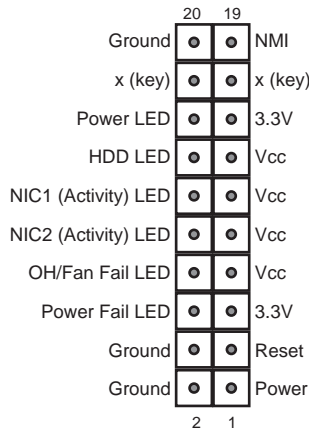 20 19
Ground NMI
x (key) x (key)
Power LED 3.3V
HDD LED Vcc
NIC1 (Activity) LED Vcc
NIC2 (Activity) LED Vcc
OH/Fan Fail LED Vcc
Power Fail LED 3.3V
Ground Reset
Ground Power
2 1